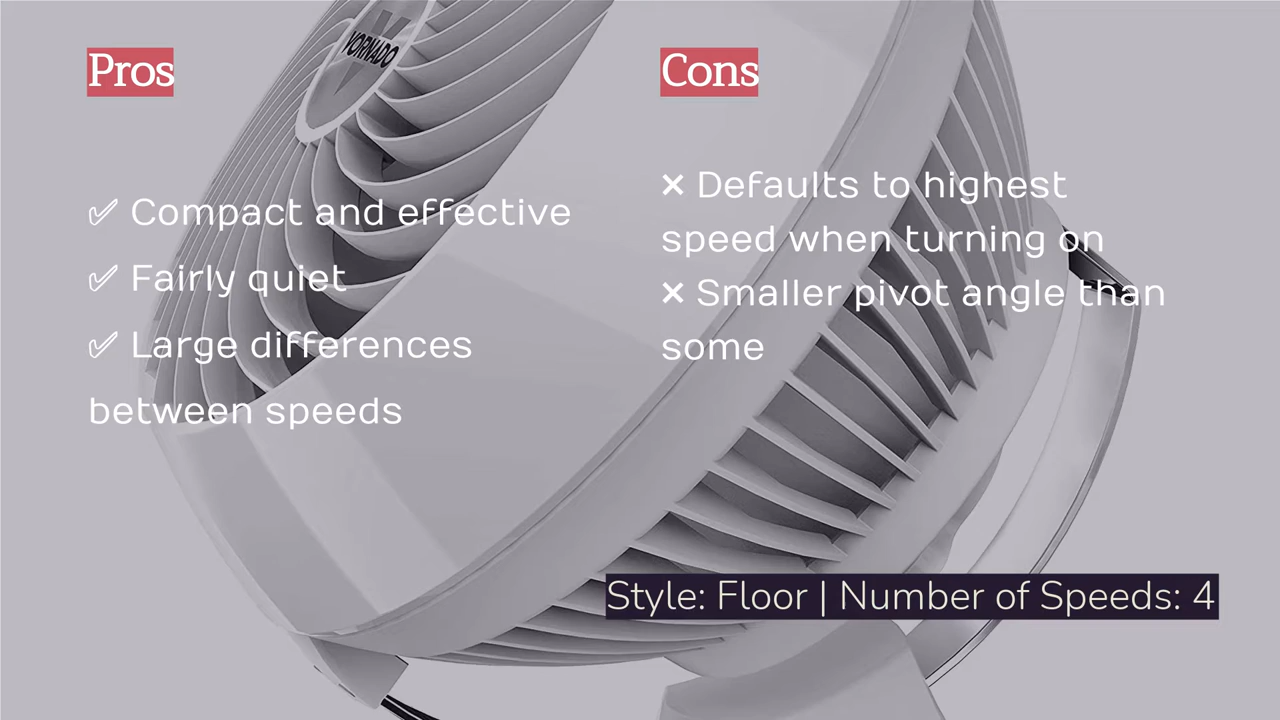 VORNADO
Pros
✅ Compact and effective
✅ Fairly quiet
✅ Large differences
between speeds
Cons
❌ Defaults to highest
speed when turning on
❌ Smaller pivot angle than
some
Style: Floor | Number of Speeds: 4